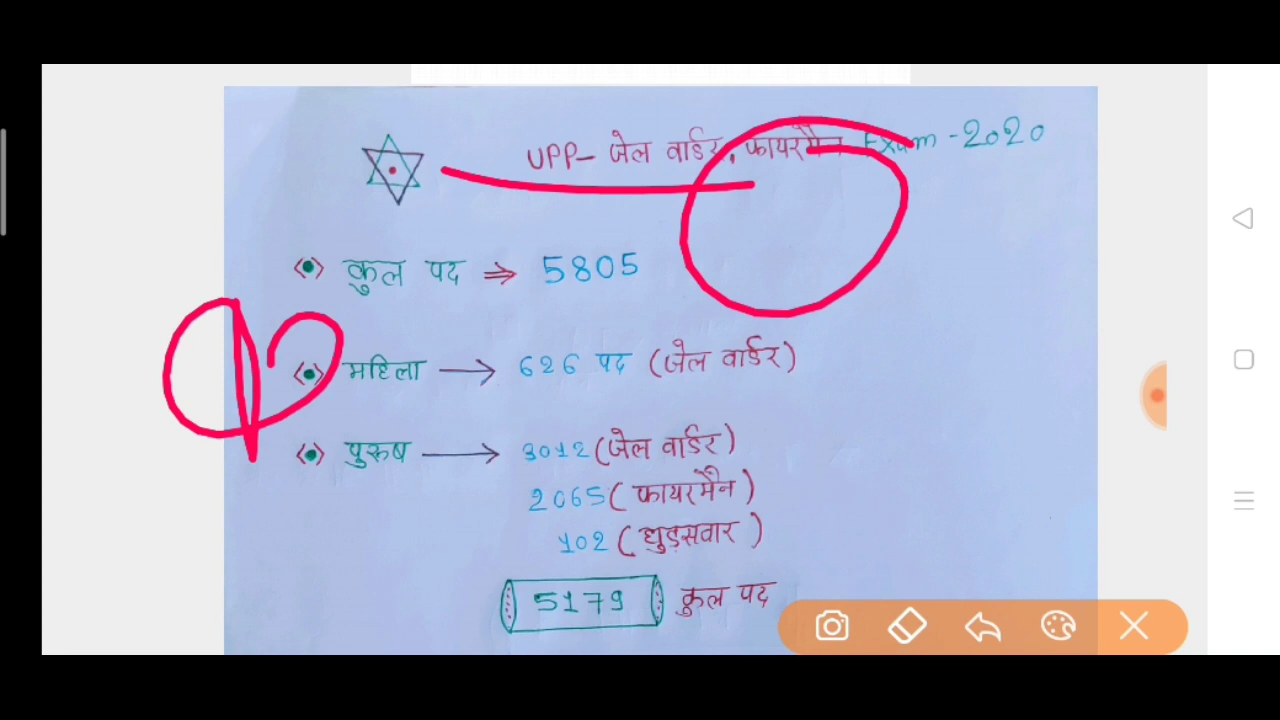 UPP- जेल वार्डर, फायरमैन Exam -2020
कुल पद ⇒ 5805
महिला → 626 पद (जेल वार्डर)
पुरुष → 3012 (जेल वार्डर)
2065 (फायरमैन)
102 (घुड़सवार)
5179 कुल पद